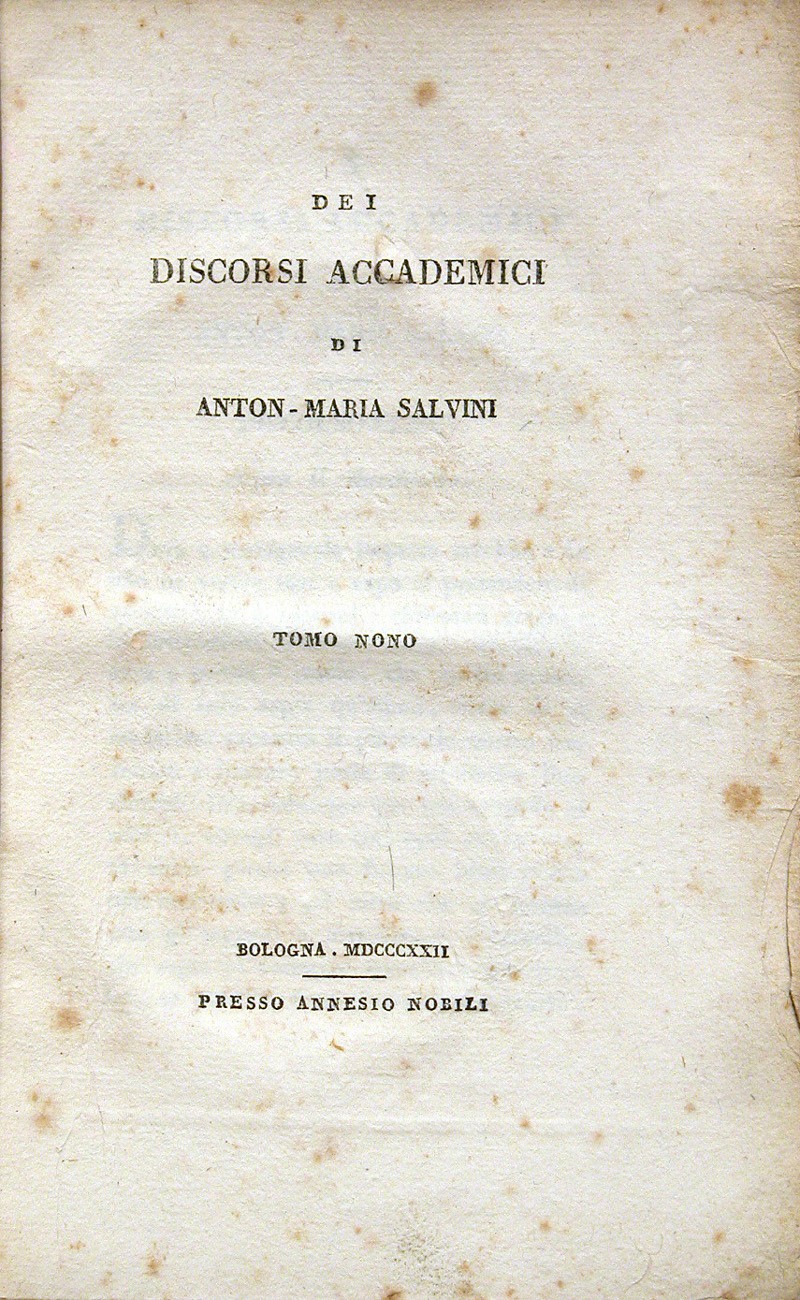 DEI
DISCORSI ACCADEMICI
DI
ANTON-MARIA SALVINI
TOMO NONO
BOLOGNA. MDCCCXXII
PRESSO ANNESIO NOBILI